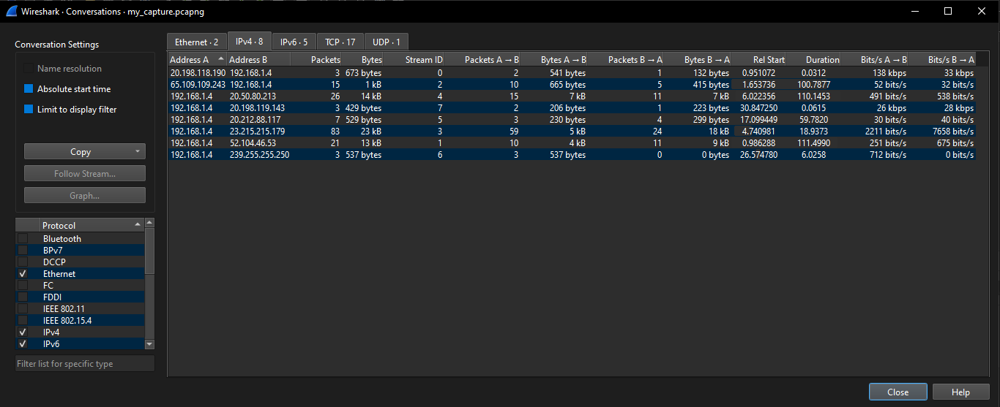 Wireshark · Conversations · my_capture.pcapng
Conversation Settings
Name resolution
Absolute start time
Limit to display filter
Copy
Follow Stream...
Graph...
Protocol
Bluetooth
BPv7
DCCP
Ethernet
FC
FDDI
IEEE 802.11
IEEE 802.15.4
IPv4
IPv6
Filter list for specific type
Ethernet · 2 IPv4 · 8 IPv6 · 5 TCP · 17 UDP · 1
Address A Address B Packets Bytes Stream ID Packets A → B Bytes A → B Packets B → A Bytes B → A Rel Start Duration Bits/s A → B Bits/s B → A
20.198.118.190 192.168.1.4 3 673 bytes 0 2 541 bytes 1 132 bytes 0.951072 0.0312 138 kbps 33 kbps
65.109.109.243 192.168.1.4 15 1 kB 2 10 665 bytes 5 415 bytes 1.653736 100.7877 52 bits/s 32 bits/s
192.168.1.4 20.50.80.213 26 14 kB 4 15 7 kB 11 7 kB 6.022356 110.1453 491 bits/s 538 bits/s
192.168.1.4 20.198.119.143 3 429 bytes 7 2 206 bytes 1 223 bytes 30.847250 0.0615 26 kbps 28 kbps
192.168.1.4 20.212.88.117 7 529 bytes 5 3 230 bytes 4 299 bytes 17.099449 59.7820 30 bits/s 40 bits/s
192.168.1.4 23.215.215.179 83 23 kB 3 59 5 kB 24 18 kB 4.740981 18.9373 2211 bits/s 7658 bits/s
192.168.1.4 52.104.46.53 21 13 kB 1 10 4 kB 11 9 kB 0.986288 111.4990 251 bits/s 675 bits/s
192.168.1.4 239.255.255.250 3 537 bytes 6 3 537 bytes 0 0 bytes 26.574780 6.0258 712 bits/s 0 bits/s
Close Help